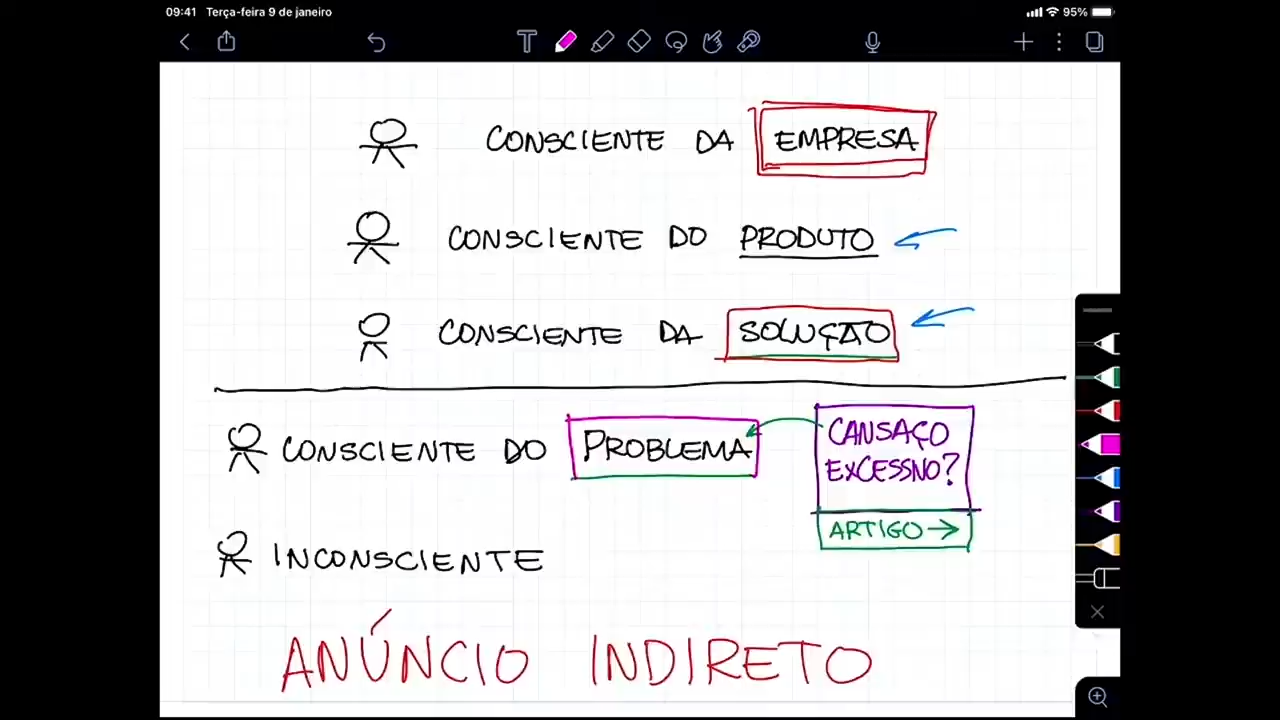 09:41 Terça-feira 9 de janeiro 95%
CONSCIENTE DA EMPRESA
CONSCIENTE DO PRODUTO
CONSCIENTE DA SOLUÇÃO
CONSCIENTE DO PROBLEMA
CANSAÇO
EXCESSIVO?
ARTIGO →
INCONSCIENTE
ANÚNCIO INDIRETO